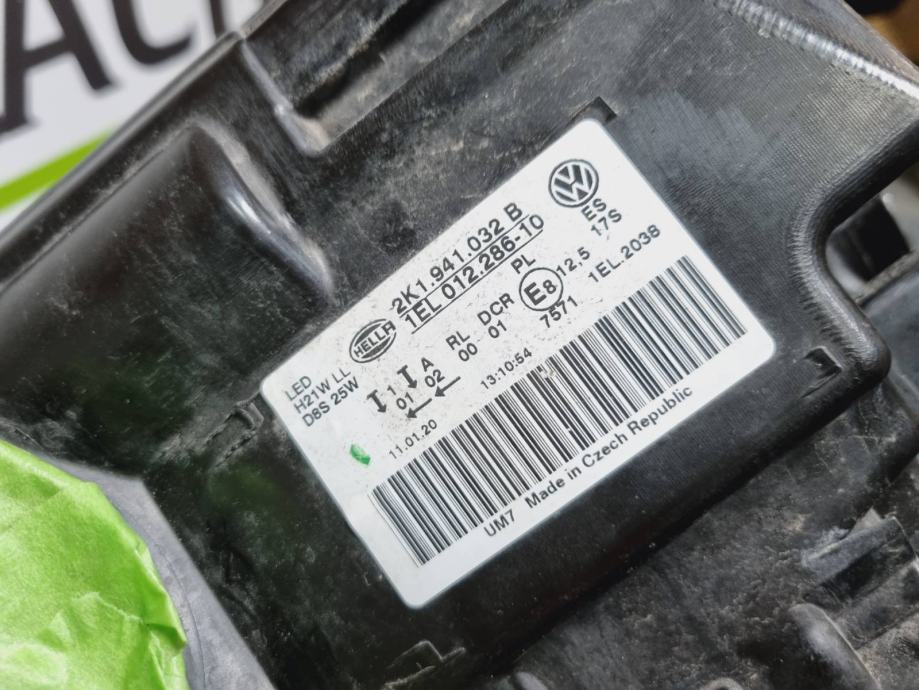 2K1.941.032 B
1EL 012.286-10
HELLA
LED
H21W LL
D8S 25W
1 A RL DCR PL ES
01 02 00 01 E8 12,5 17S
7571 1EL.2038
11.01.20 13:10:54
UM7 Made in Czech Republic